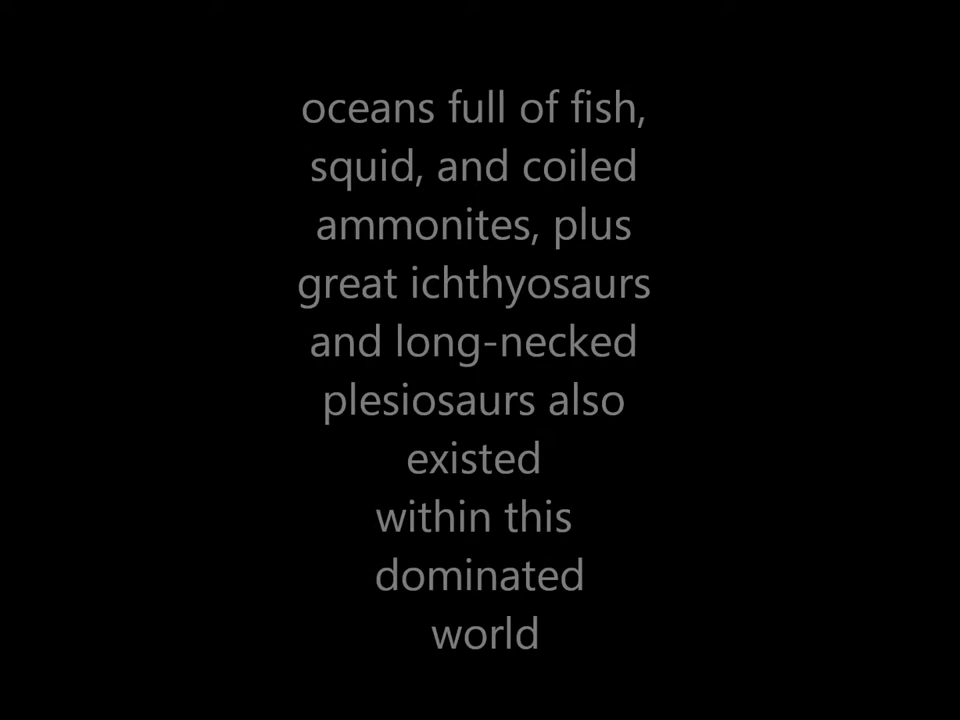 oceans full of fish,
squid, and coiled
ammonites, plus
great ichthyosaurs
and long-necked
plesiosaurs also
existed
within this
dominated
world